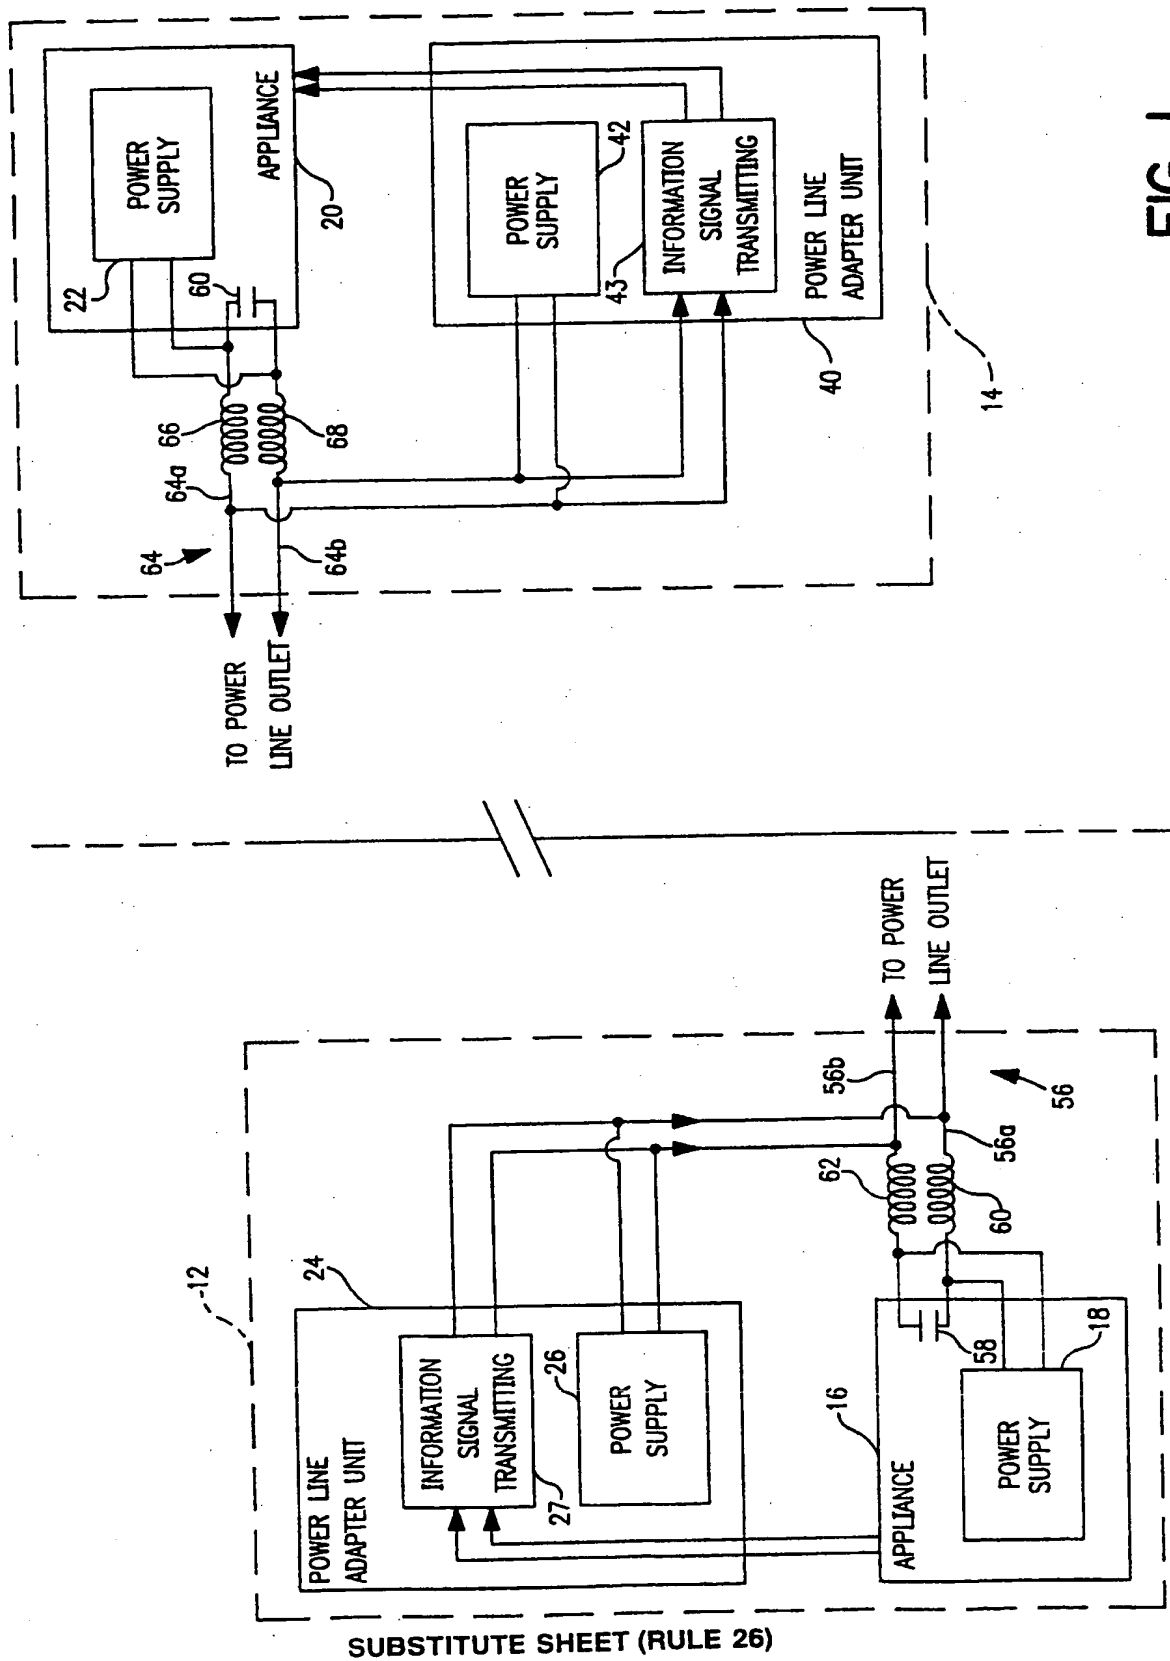 -12
24
POWER LINE
ADAPTER UNIT
INFORMATION
SIGNAL
TRANSMITTING
27
26
POWER
SUPPLY
16
APPLIANCE
POWER
SUPPLY
18
58
62
60
56b
56a
56
TO POWER
LINE OUTLET
TO POWER
LINE OUTLET
64
64a
64b
66
68
22
POWER
SUPPLY
60
APPLIANCE
20
POWER
SUPPLY
42
43
INFORMATION
SIGNAL
TRANSMITTING
POWER LINE
ADAPTER UNIT
40
14
SUBSTITUTE SHEET (RULE 26)